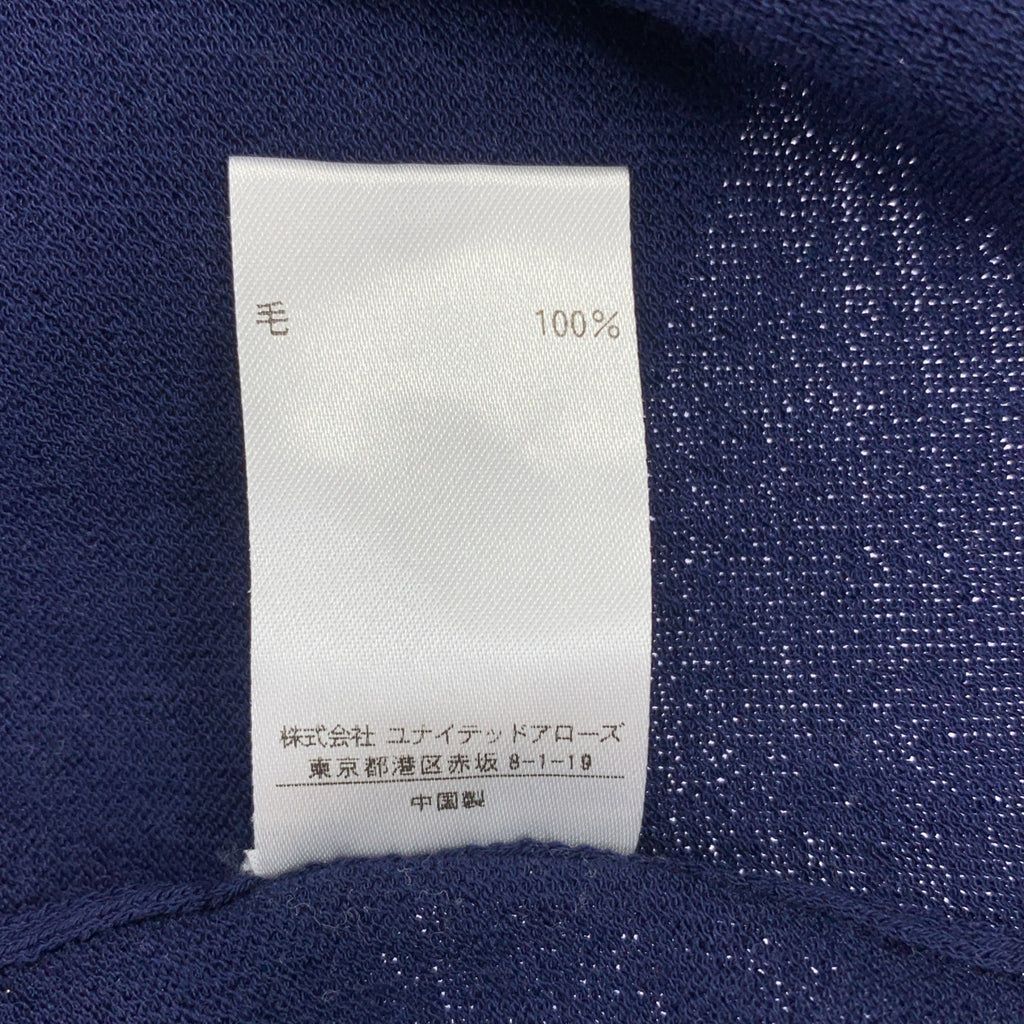 毛 100%
株式会社 ユナイテッドアローズ
東京都港区赤坂 8-1-19
中国製